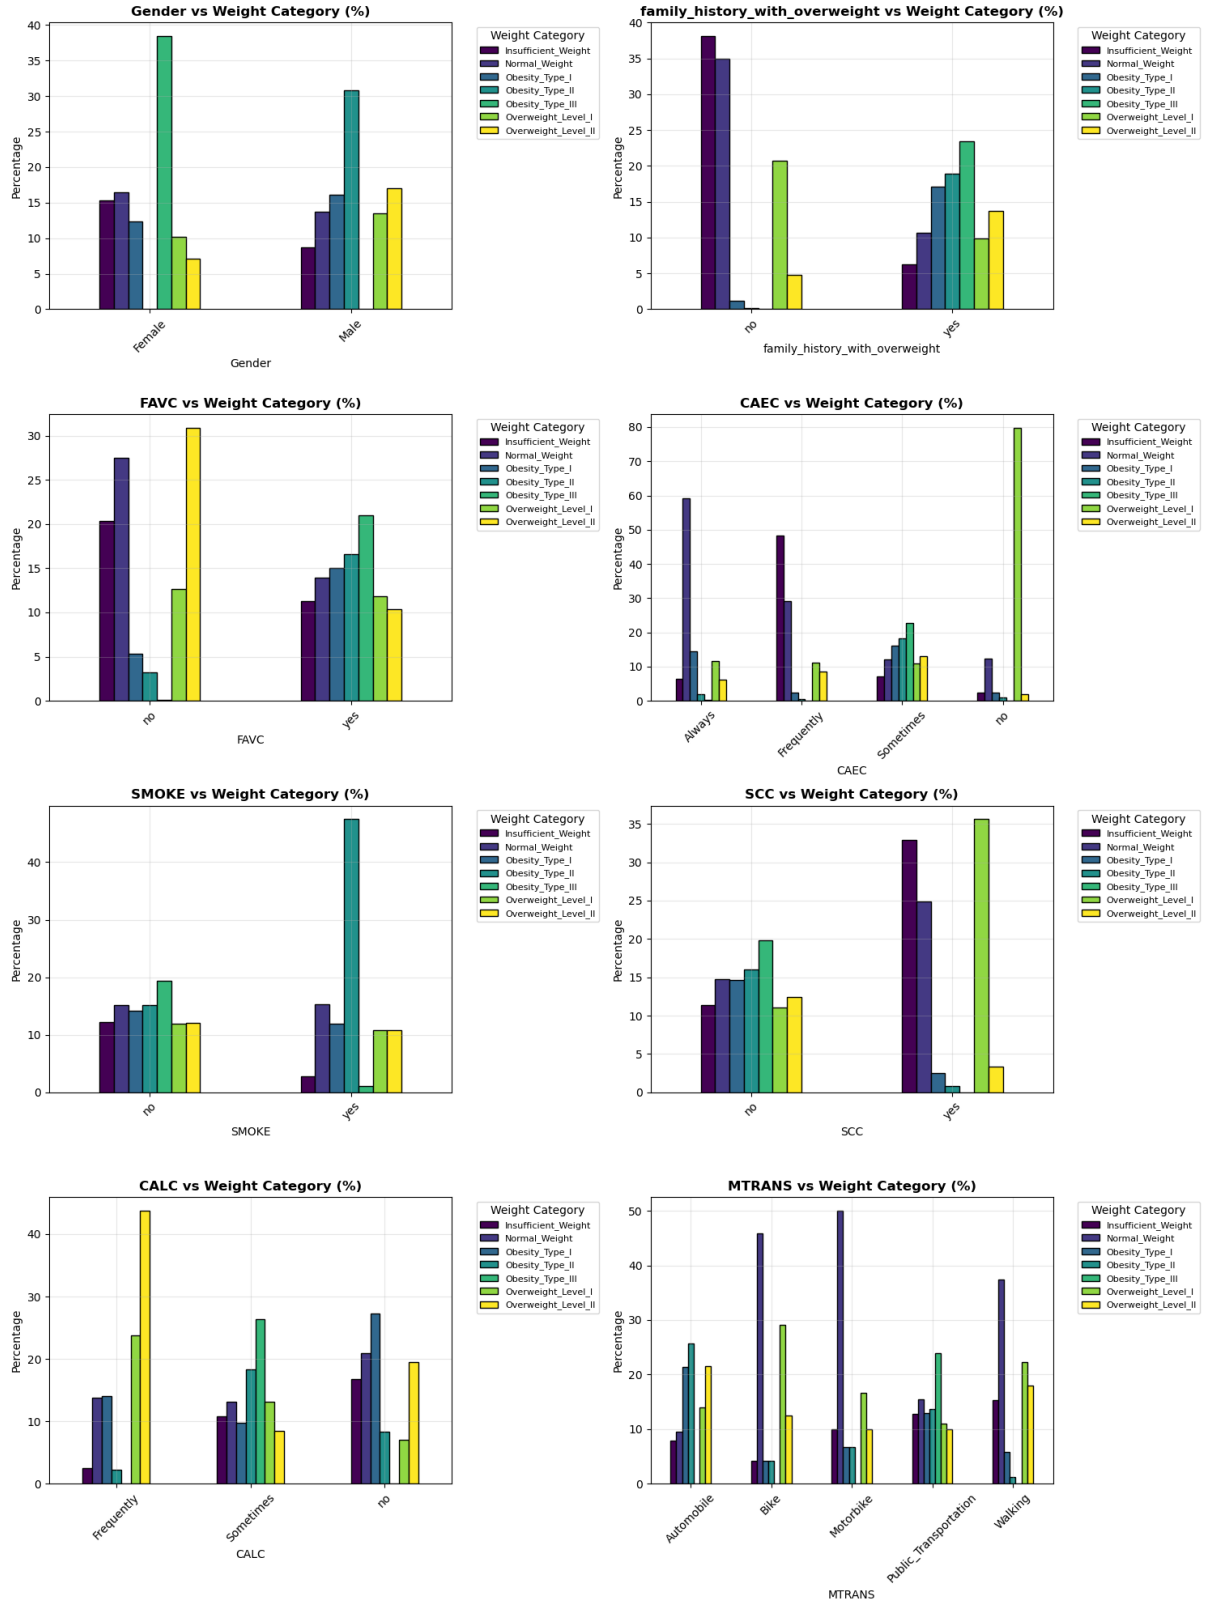 Gender vs Weight Category (%)
Percentage
40
35
30
25
20
15
10
5
0
Female
Male
Gender
Weight Category
Insufficient_Weight
Normal_Weight
Obesity_Type_I
Obesity_Type_II
Obesity_Type_III
Overweight_Level_I
Overweight_Level_II
family_history_with_overweight vs Weight Category (%)
Percentage
40
35
30
25
20
15
10
5
0
no
yes
family_history_with_overweight
Weight Category
Insufficient_Weight
Normal_Weight
Obesity_Type_I
Obesity_Type_II
Obesity_Type_III
Overweight_Level_I
Overweight_Level_II
FAVC vs Weight Category (%)
Percentage
30
25
20
15
10
5
0
no
yes
FAVC
Weight Category
Insufficient_Weight
Normal_Weight
Obesity_Type_I
Obesity_Type_II
Obesity_Type_III
Overweight_Level_I
Overweight_Level_II
CAEC vs Weight Category (%)
Percentage
80
70
60
50
40
30
20
10
0
Always
Frequently
Sometimes
no
CAEC
Weight Category
Insufficient_Weight
Normal_Weight
Obesity_Type_I
Obesity_Type_II
Obesity_Type_III
Overweight_Level_I
Overweight_Level_II
SMOKE vs Weight Category (%)
Percentage
40
30
20
10
0
no
yes
SMOKE
Weight Category
Insufficient_Weight
Normal_Weight
Obesity_Type_I
Obesity_Type_II
Obesity_Type_III
Overweight_Level_I
Overweight_Level_II
SCC vs Weight Category (%)
Percentage
35
30
25
20
15
10
5
0
no
yes
SCC
Weight Category
Insufficient_Weight
Normal_Weight
Obesity_Type_I
Obesity_Type_II
Obesity_Type_III
Overweight_Level_I
Overweight_Level_II
CALC vs Weight Category (%)
Percentage
40
30
20
10
0
Frequently
Sometimes
no
CALC
Weight Category
Insufficient_Weight
Normal_Weight
Obesity_Type_I
Obesity_Type_II
Obesity_Type_III
Overweight_Level_I
Overweight_Level_II
MTRANS vs Weight Category (%)
Percentage
50
40
30
20
10
0
Automobile
Bike
Motorbike
Public_Transportation
Walking
MTRANS
Weight Category
Insufficient_Weight
Normal_Weight
Obesity_Type_I
Obesity_Type_II
Obesity_Type_III
Overweight_Level_I
Overweight_Level_II